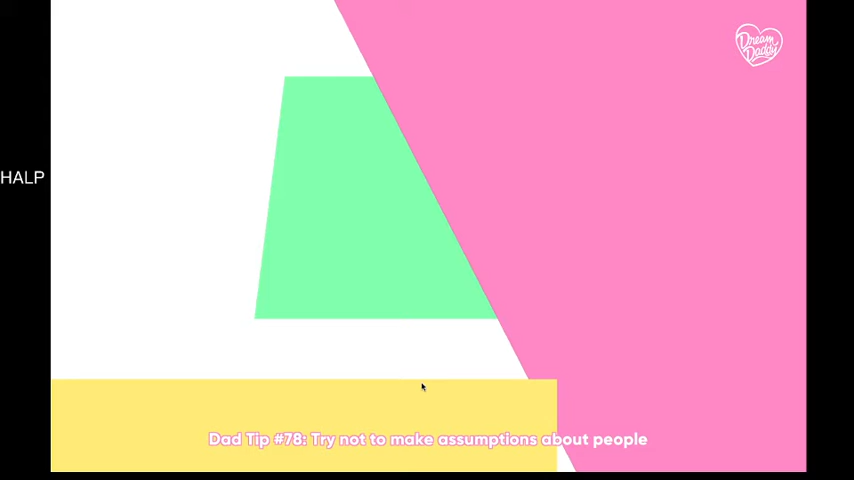 Dream
Daddy
HALP
Dad Tip #78: Try not to make assumptions about people